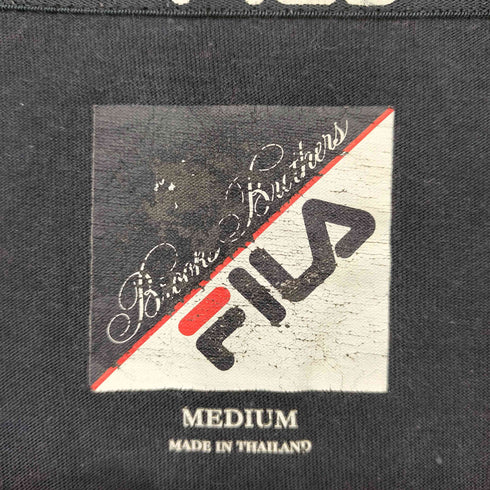 Brooks Brothers
FILA
MEDIUM
MADE IN THAILAND